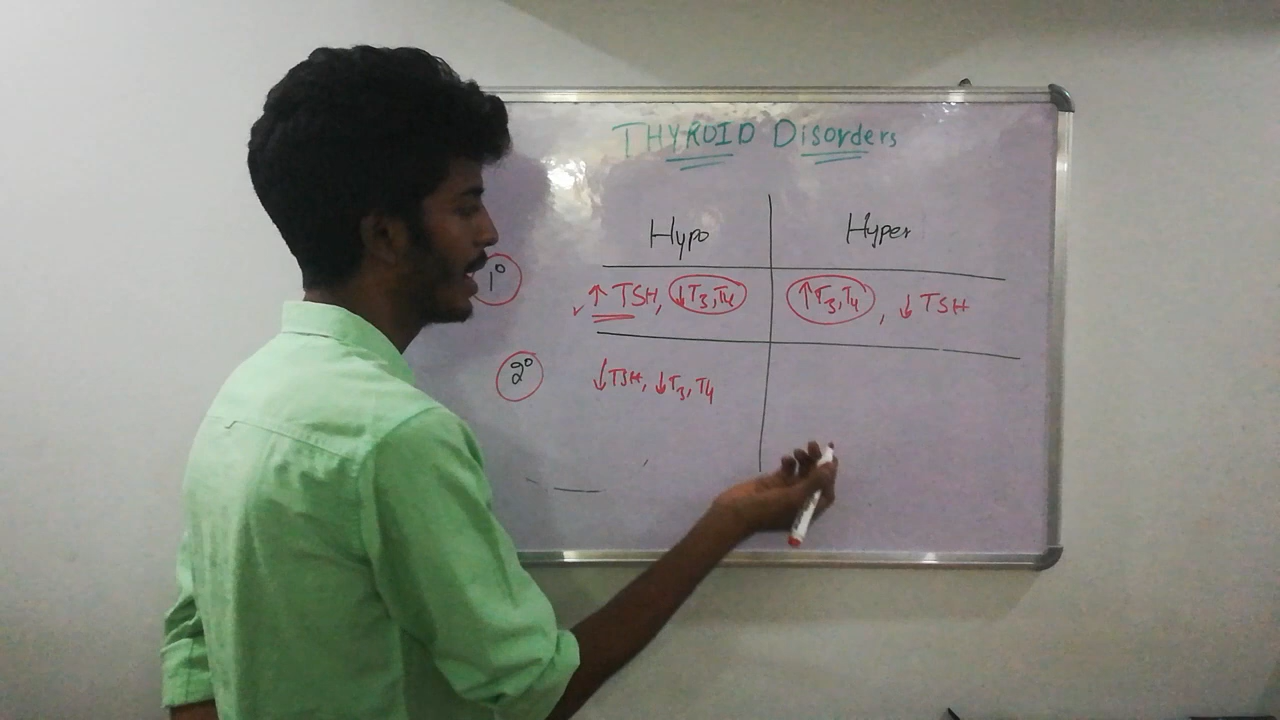 THYROID Disorders
Hypo Hyper
1° ↑ TSH, ↓T3,T4 ↑T3,T4, ↓ TSH
2° ↓TSH, ↓T3,T4